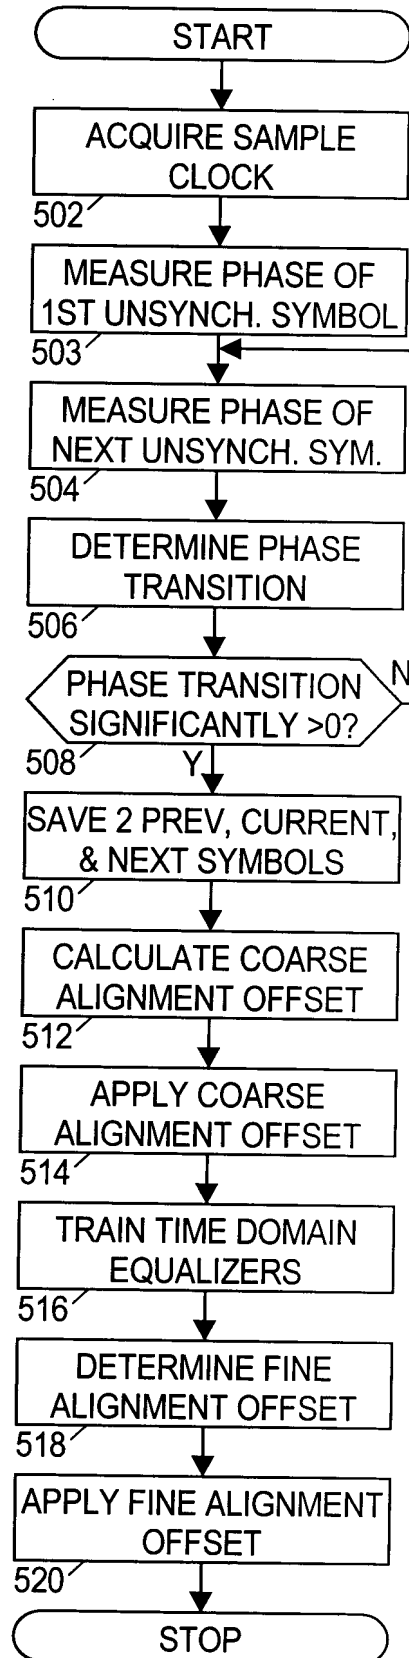 START
ACQUIRE SAMPLE
CLOCK
502
MEASURE PHASE OF
1ST UNSYNCH. SYMBOL
503
MEASURE PHASE OF
NEXT UNSYNCH. SYM.
504
DETERMINE PHASE
TRANSITION
506
PHASE TRANSITION
SIGNIFICANTLY >0?
N
508
Y
SAVE 2 PREV, CURRENT,
& NEXT SYMBOLS
510
CALCULATE COARSE
ALIGNMENT OFFSET
512
APPLY COARSE
ALIGNMENT OFFSET
514
TRAIN TIME DOMAIN
EQUALIZERS
516
DETERMINE FINE
ALIGNMENT OFFSET
518
APPLY FINE ALIGNMENT
OFFSET
520
STOP